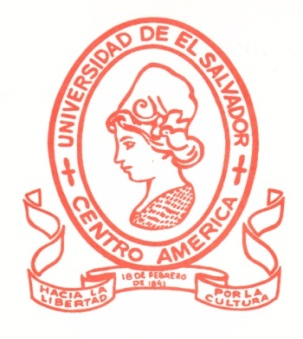 UNIVERSIDAD DE EL SALVADOR
CENTRO AMERICA
HACIA LA
LIBERTAD
18 DE FEBRERO
DE 1841
POR LA
CULTURA